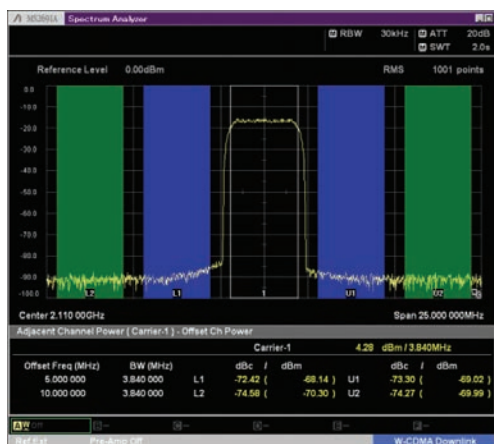 MS2691A Spectrum Analyzer
RBW 30kHz ATT 20dB
SWT 2.0s
Reference Level 0.00dBm RMS 1001 points
0.0
-10.0
-20.0
-30.0
-40.0
-50.0
-60.0
-70.0
-80.0
-90.0
-100.0
L2 L1 1 U1 U2
Center 2.110 00GHz Span 25.000 000MHz
Adjacent Channel Power ( Carrier-1 ) - Offset Ch Power
Carrier-1 4.28 dBm / 3.840MHz
Offset Freq (MHz) BW (MHz) dBc / dBm dBc / dBm
5.000 000 3.840 000 L1 -72.42 ( -68.14 ) U1 -73.30 ( -69.02 )
10.000 000 3.840 000 L2 -74.58 ( -70.30 ) U2 -74.27 ( -69.99 )
Ref.Ext Pre-Amp Off W-CDMA Downlink